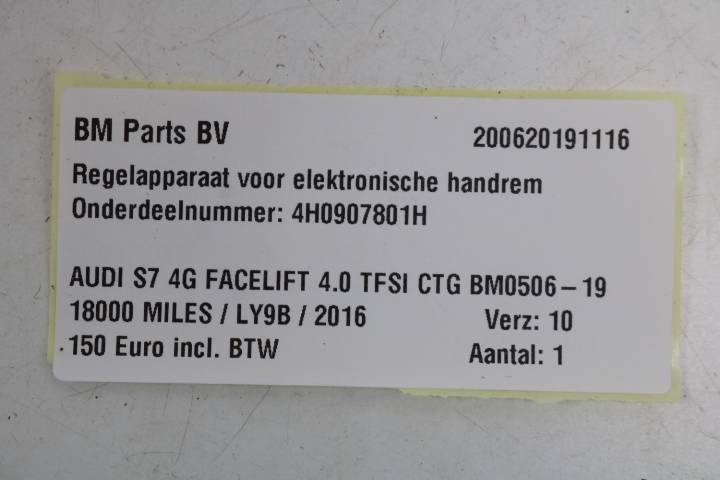 BM Parts BV 200620191116
Regelapparaat voor elektronische handrem
Onderdeelnummer: 4H0907801H
AUDI S7 4G FACELIFT 4.0 TFSI CTG BM0506-19
18000 MILES / LY9B / 2016 Verz: 10
150 Euro incl. BTW Aantal: 1